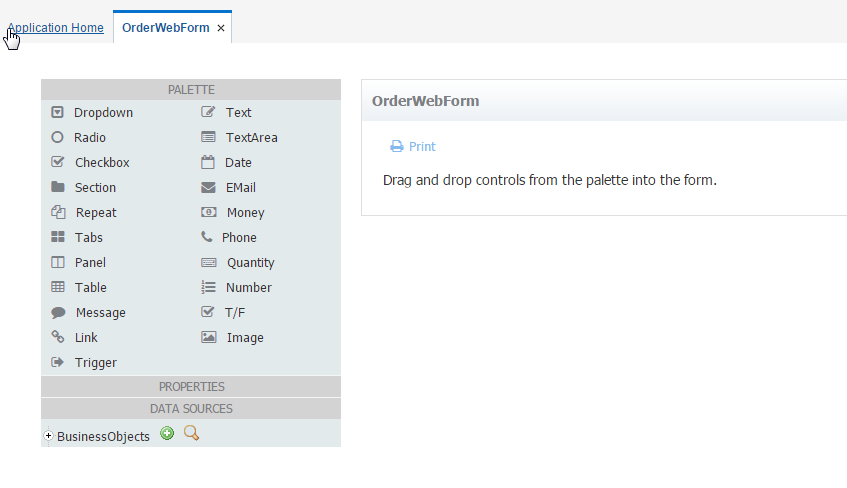 Application Home OrderWebForm ×
PALETTE
Dropdown Text
Radio TextArea
Checkbox Date
Section EMail
Repeat Money
Tabs Phone
Panel Quantity
Table Number
Message T/F
Link Image
Trigger
PROPERTIES
DATA SOURCES
BusinessObjects
OrderWebForm
Print
Drag and drop controls from the palette into the form.